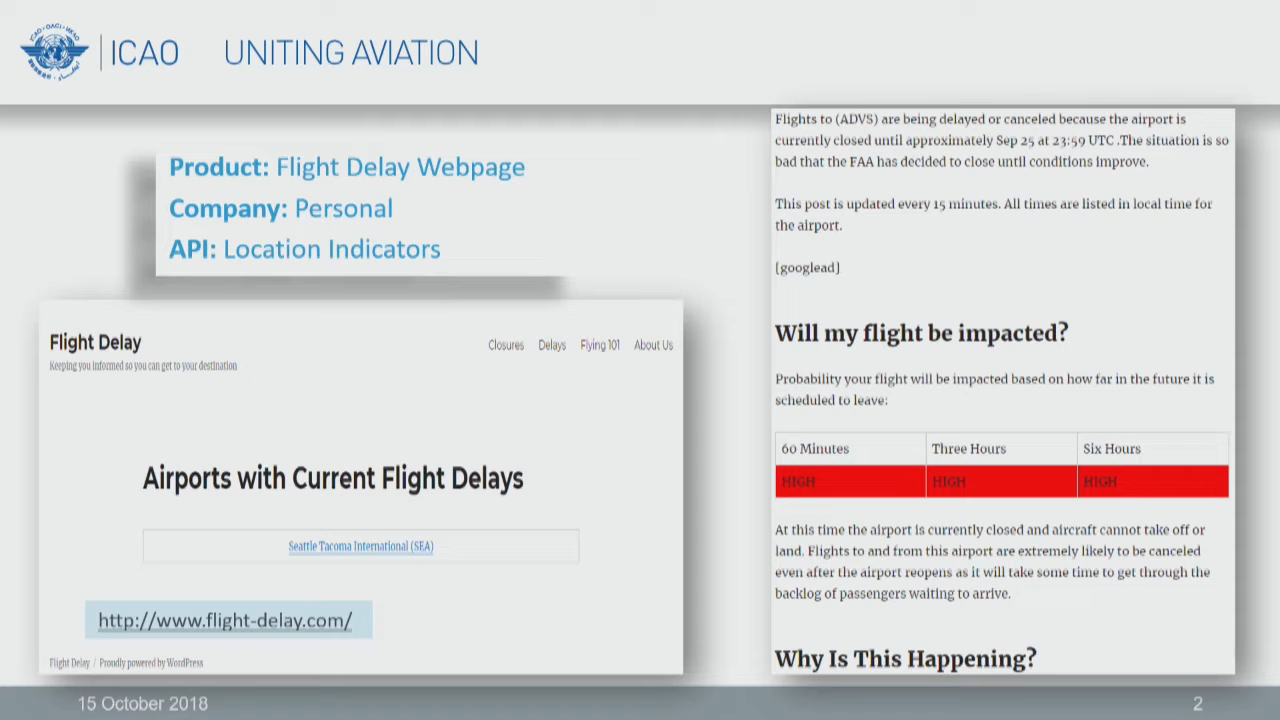 ICAO
UNITING AVIATION
Product: Flight Delay Webpage
Company: Personal
API: Location Indicators
Flight Delay
Keeping you informed so you can get to your destination
Closures Delays Flying 101 About Us
Airports with Current Flight Delays
Seattle Tacoma International (SEA)
http://www.flight-delay.com/
Flight Delay / Proudly powered by WordPress
Flights to (ADVS) are being delayed or canceled because the airport is
currently closed until approximately Sep 25 at 23:59 UTC .The situation is so
bad that the FAA has decided to close until conditions improve.
This post is updated every 15 minutes. All times are listed in local time for
the airport.
[googlead]
Will my flight be impacted?
Probability your flight will be impacted based on how far in the future it is
scheduled to leave:
60 Minutes Three Hours Six Hours
HIGH HIGH HIGH
At this time the airport is currently closed and aircraft cannot take off or
land. Flights to and from this airport are extremely likely to be canceled
even after the airport reopens as it will take some time to get through the
backlog of passengers waiting to arrive.
Why Is This Happening?
15 October 2018
2